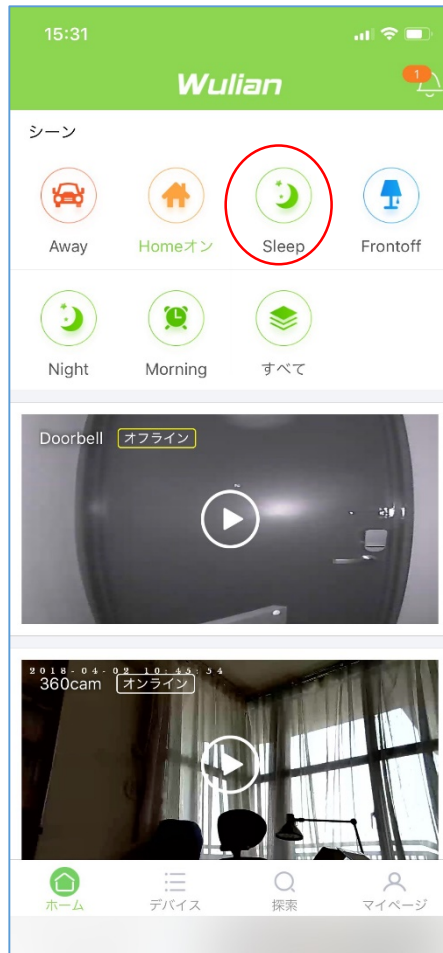 15:31
Wulian
1
シーン
Away
Homeオン
Sleep
Frontoff
Night
Morning
すべて
Doorbell オフライン
2018-04-02 10:45:54
360cam オンライン
ホーム
デバイス
探索
マイページ